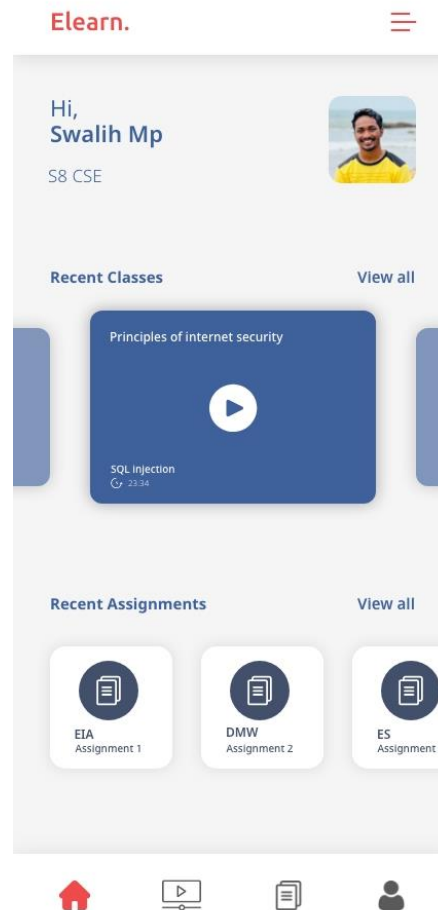 Elearn.
Hi,
Swalih Mp
S8 CSE
Recent Classes
View all
Principles of internet security
SQL injection
23:34
Recent Assignments
View all
EIA
Assignment 1
DMW
Assignment 2
ES
Assignment